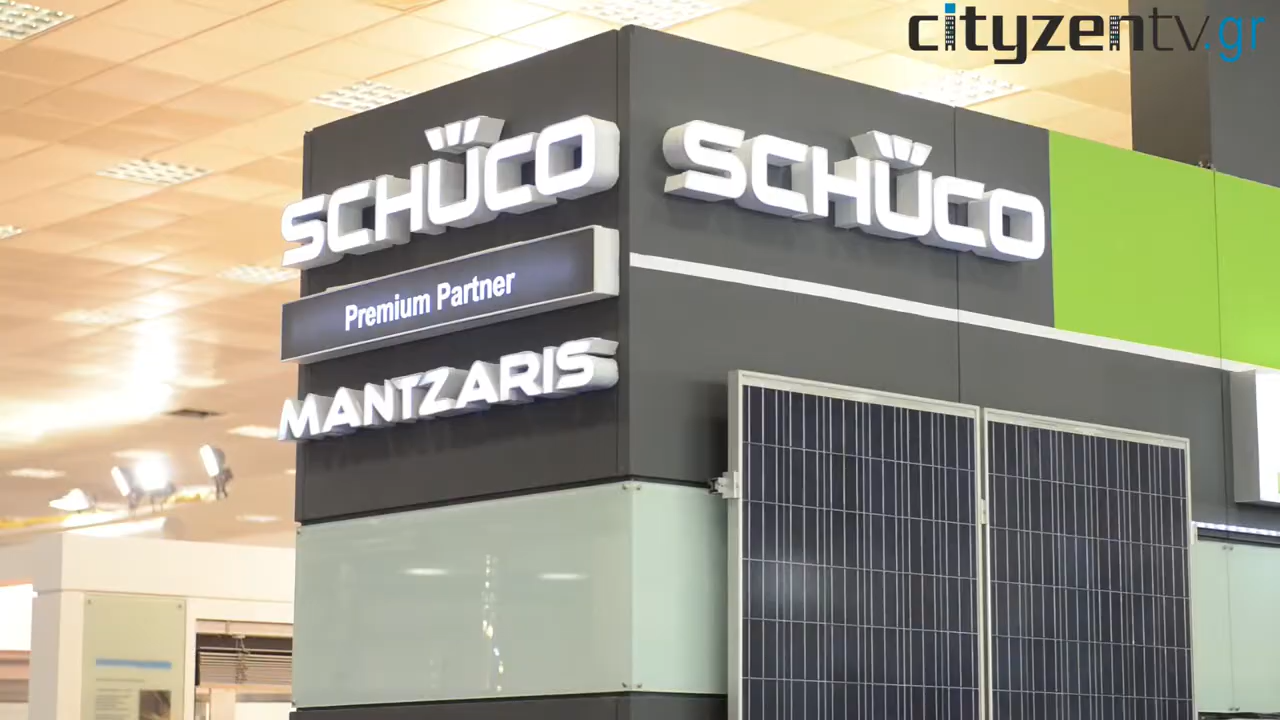 cityzentv.gr
SCHÜCO
SCHÜCO
Premium Partner
MANTZARIS